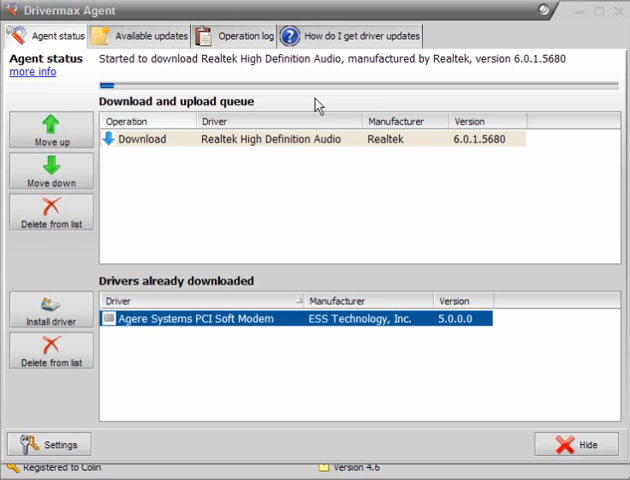 Drivermax Agent
Agent status
Available updates
Operation log
How do I get driver updates
Agent status
more info
Started to download Realtek High Definition Audio, manufactured by Realtek, version 6.0.1.5680
Download and upload queue
Operation Driver Manufacturer Version
Download Realtek High Definition Audio Realtek 6.0.1.5680
Move up
Move down
Delete from list
Drivers already downloaded
Driver Manufacturer Version
Agere Systems PCI Soft Modem ESS Technology, Inc. 5.0.0.0
Install driver
Delete from list
Settings
Hide
Registered to Colin
Version 4.6